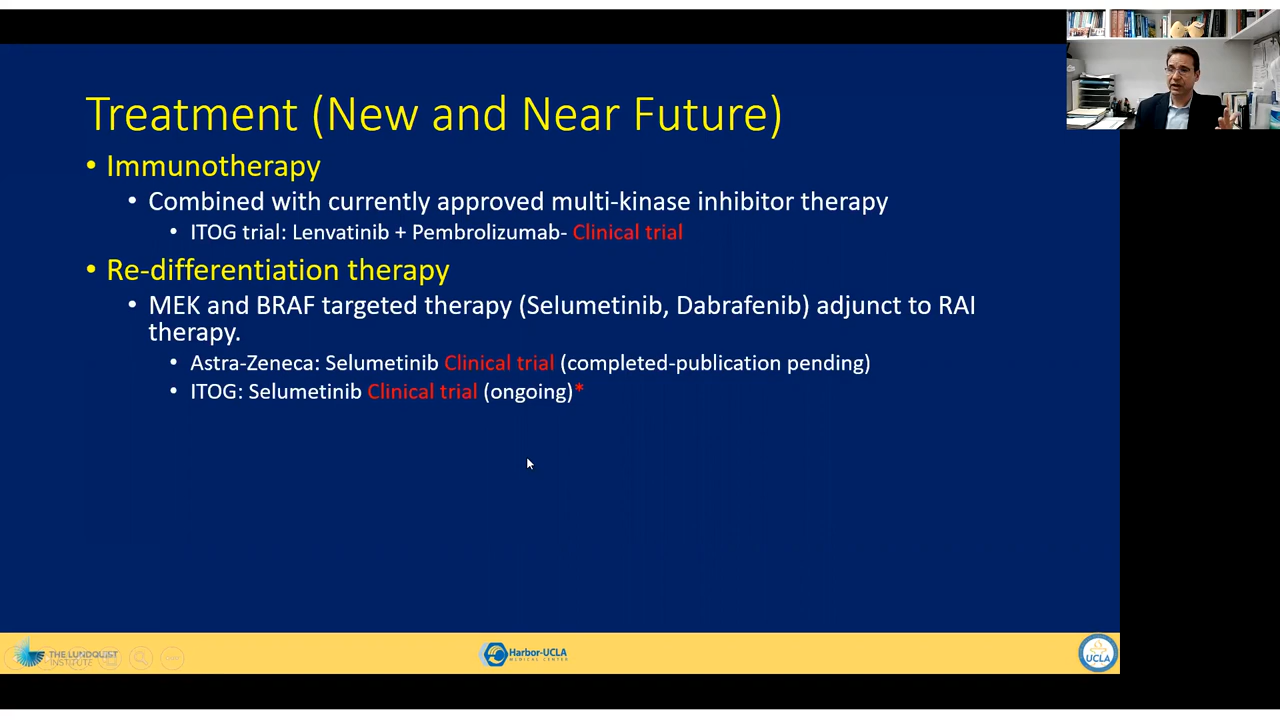 Treatment (New and Near Future)
• Immunotherapy
• Combined with currently approved multi-kinase inhibitor therapy
• ITOG trial: Lenvatinib + Pembrolizumab- Clinical trial
• Re-differentiation therapy
• MEK and BRAF targeted therapy (Selumetinib, Dabrafenib) adjunct to RAI
therapy.
• Astra-Zeneca: Selumetinib Clinical trial (completed-publication pending)
• ITOG: Selumetinib Clinical trial (ongoing)*
THE LUNDQUIST
INSTITUTE
Harbor-UCLA
MEDICAL CENTER
UCLA